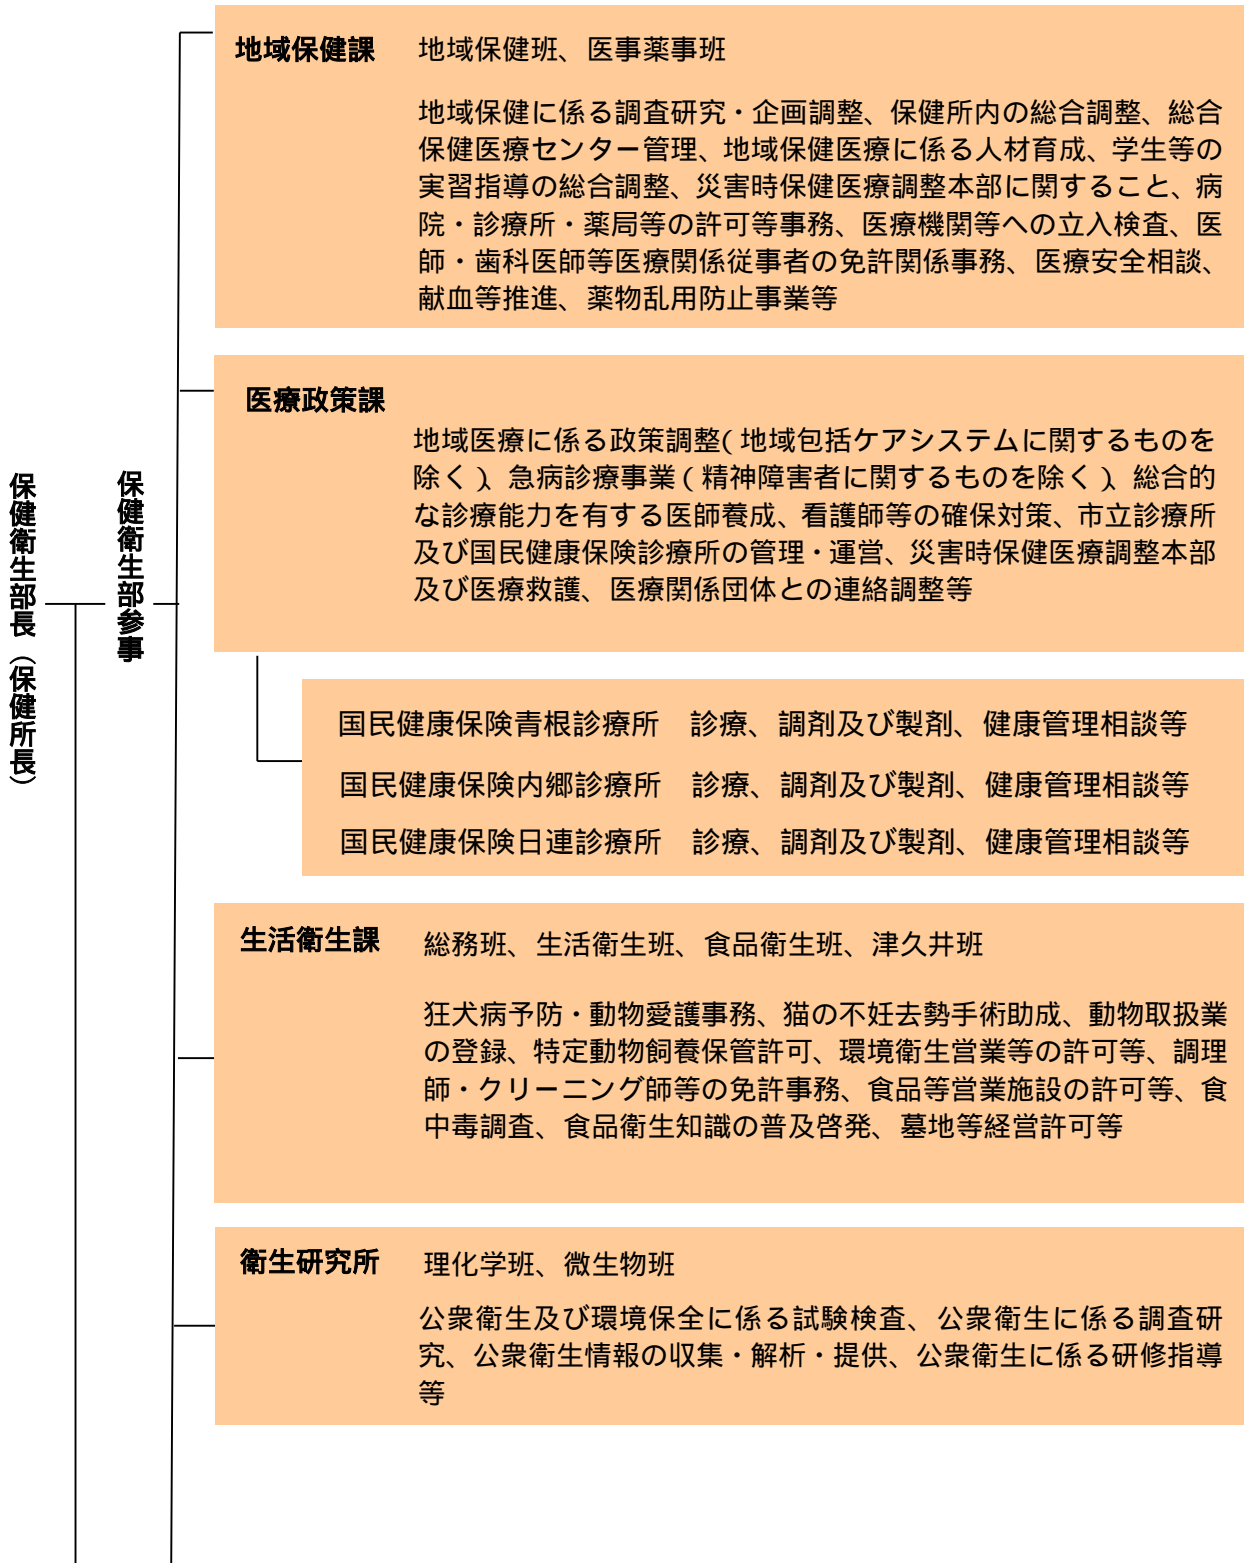 保健衛生部長（保健所長）
保健衛生部参事
地域保健課　地域保健班、医事薬事班
地域保健に係る調査研究・企画調整、保健所内の総合調整、総合
保健医療センター管理、地域保健医療に係る人材育成、学生等の
実習指導の総合調整、災害時保健医療調整本部に関すること、病
院・診療所・薬局等の許可等事務、医療機関等への立入検査、医
師・歯科医師等医療関係従事者の免許関係事務、医療安全相談、
献血等推進、薬物乱用防止事業等
医療政策課
地域医療に係る政策調整(地域包括ケアシステムに関するものを
除く)、急病診療事業(精神障害者に関するものを除く)、総合的
な診療能力を有する医師養成、看護師等の確保対策、市立診療所
及び国民健康保険診療所の管理・運営、災害時保健医療調整本部
及び医療救護、医療関係団体との連絡調整等
国民健康保険青根診療所　診療、調剤及び製剤、健康管理相談等
国民健康保険内郷診療所　診療、調剤及び製剤、健康管理相談等
国民健康保険日連診療所　診療、調剤及び製剤、健康管理相談等
生活衛生課　総務班、生活衛生班、食品衛生班、津久井班
狂犬病予防・動物愛護事務、猫の不妊去勢手術助成、動物取扱業
の登録、特定動物飼養保管許可、環境衛生営業等の許可等、調理
師・クリーニング師等の免許事務、食品等営業施設の許可等、食
中毒調査、食品衛生知識の普及啓発、墓地等経営許可等
衛生研究所　理化学班、微生物班
公衆衛生及び環境保全に係る試験検査、公衆衛生に係る調査研
究、公衆衛生情報の収集・解析・提供、公衆衛生に係る研修指導
等